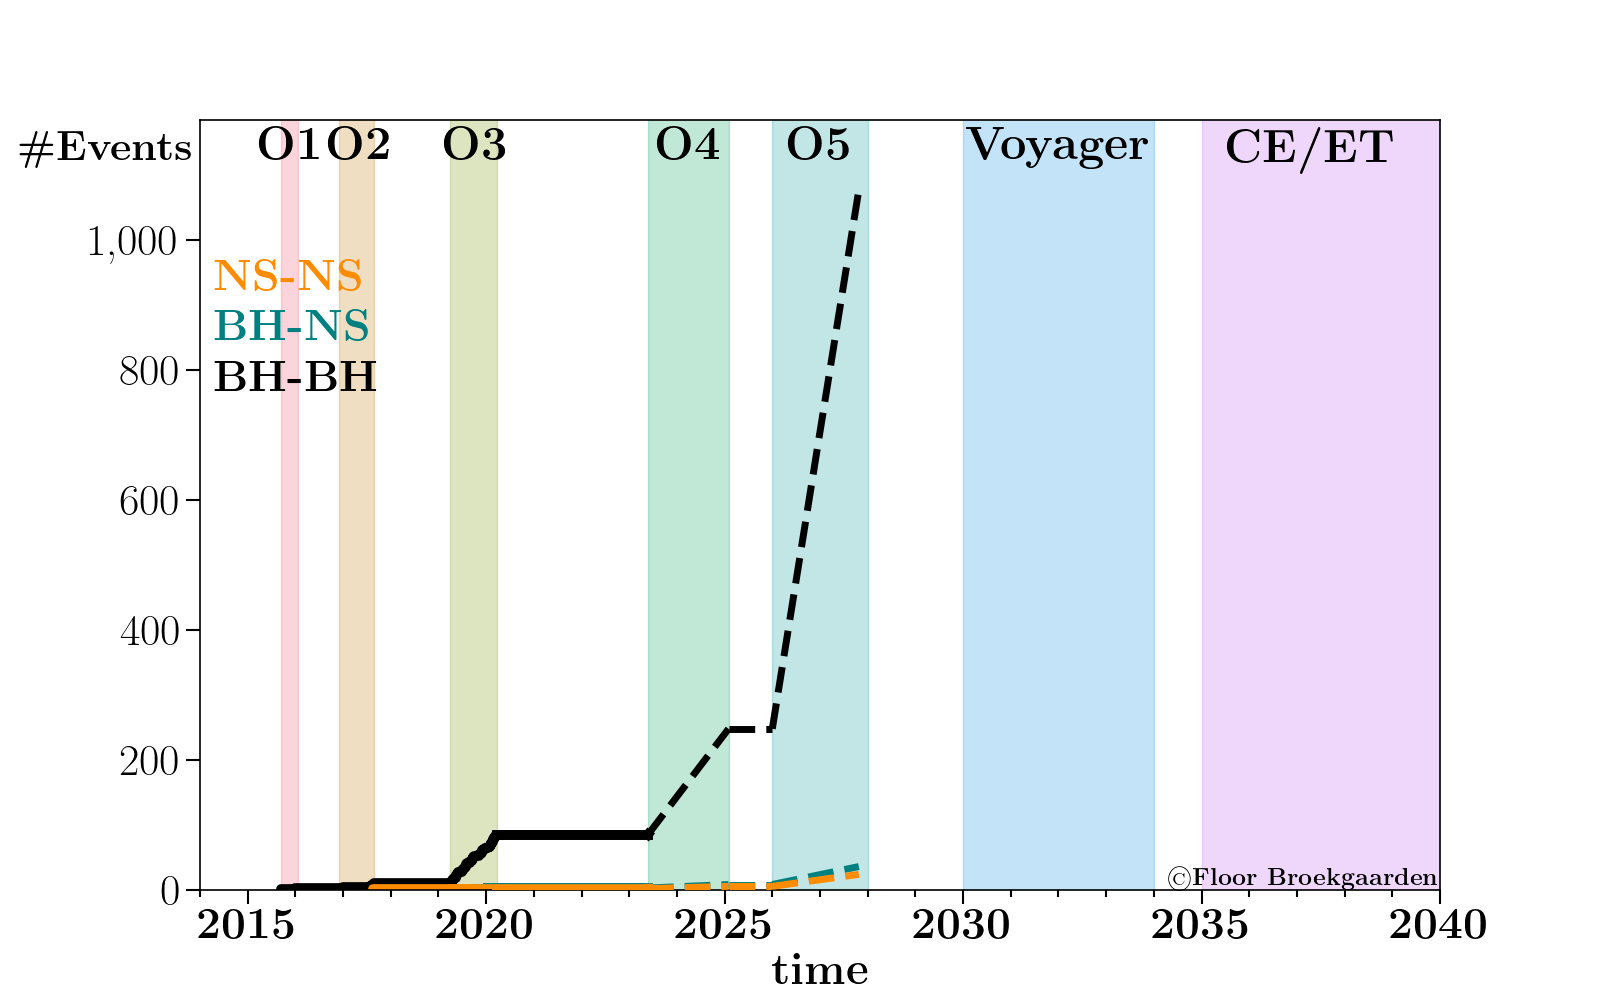 #Events
O1 O2 O3 O4 O5 Voyager CE/ET
1,000
NS-NS
BH-NS
800
BH-BH
600
400
200
0
©Floor Broekgaarden
2015 2020 2025 2030 2035 2040
time